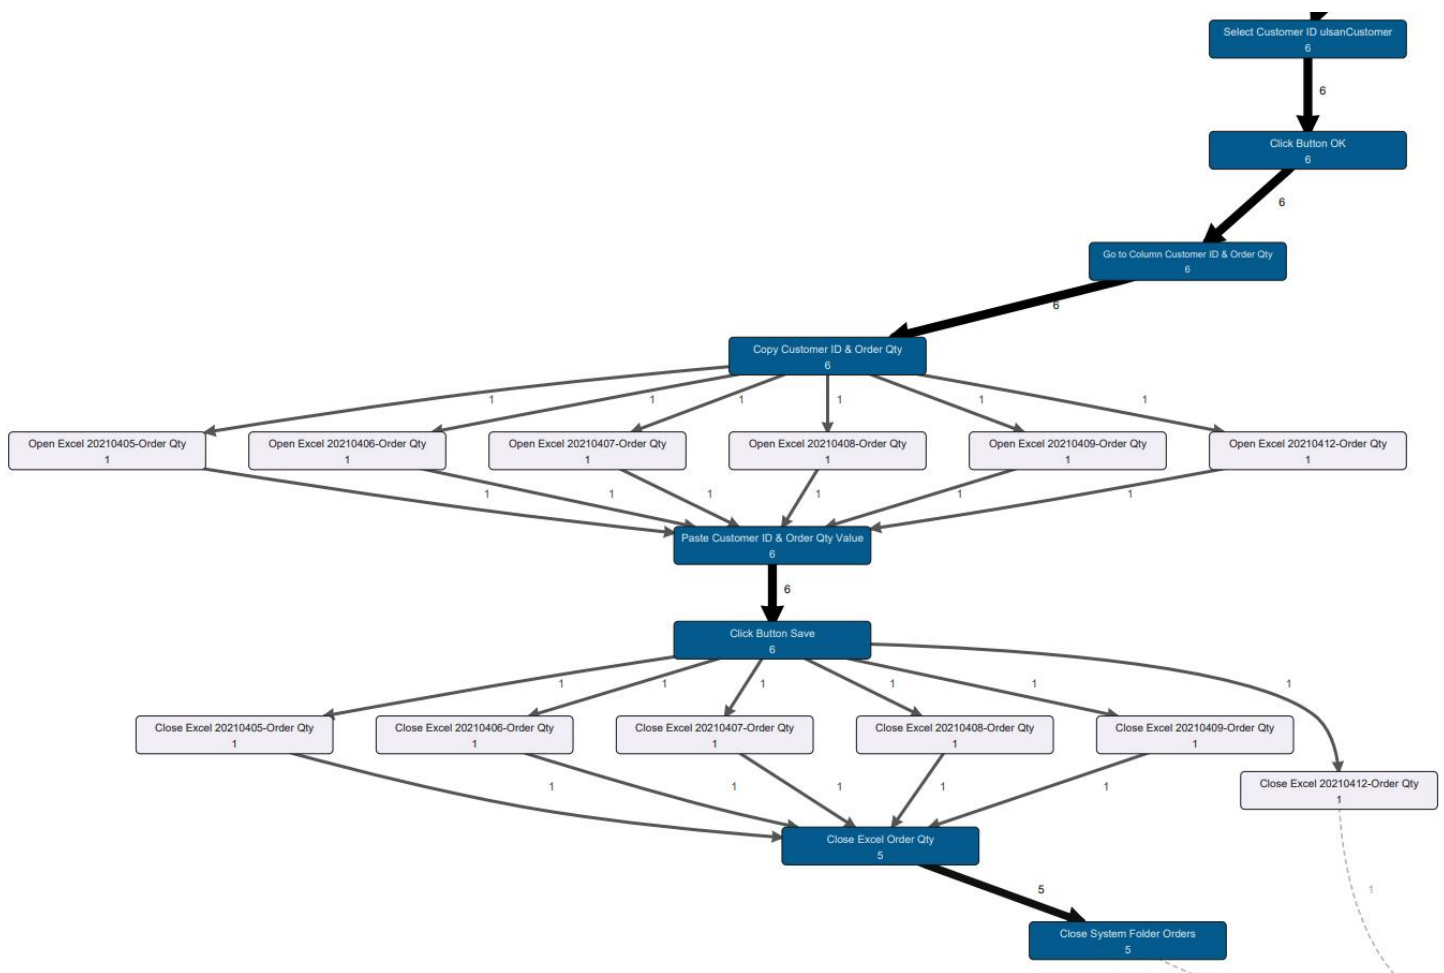 Select Customer ID ulsanCustomer
6
6
Click Button OK
6
6
Go to Column Customer ID & Order Qty
6
6
Copy Customer ID & Order Qty
6
1
1
1
1
1
1
Open Excel 20210405-Order Qty
1
Open Excel 20210406-Order Qty
1
Open Excel 20210407-Order Qty
1
Open Excel 20210408-Order Qty
1
Open Excel 20210409-Order Qty
1
Open Excel 20210412-Order Qty
1
1
1
1
1
1
1
Paste Customer ID & Order Qty Value
6
6
Click Button Save
6
1
1
1
1
1
1
Close Excel 20210405-Order Qty
1
Close Excel 20210406-Order Qty
1
Close Excel 20210407-Order Qty
1
Close Excel 20210408-Order Qty
1
Close Excel 20210409-Order Qty
1
Close Excel 20210412-Order Qty
1
1
1
1
1
1
Close Excel Order Qty
5
5
1
Close System Folder Orders
5